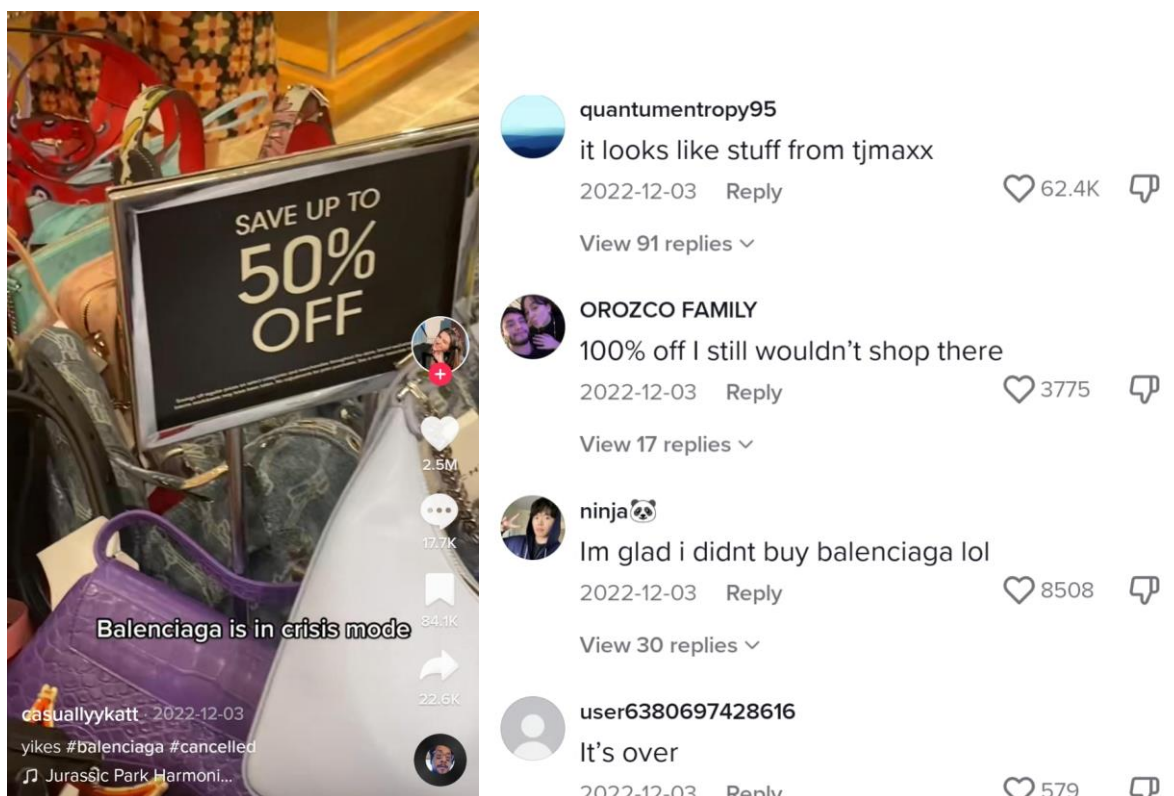 SAVE UP TO
50%
OFF
2.5M
17.7K
Balenciaga is in crisis mode
84.1K
22.6K
casuallyykatt · 2022-12-03
yikes #balenciaga #cancelled
♫ Jurassic Park Harmoni...
quantumentropy95
it looks like stuff from tjmaxx
2022-12-03 Reply 62.4K
View 91 replies
OROZCO FAMILY
100% off I still wouldn't shop there
2022-12-03 Reply 3775
View 17 replies
ninja🐼
Im glad i didnt buy balenciaga lol
2022-12-03 Reply 8508
View 30 replies
user6380697428616
It's over
2022-12-03 Reply 579